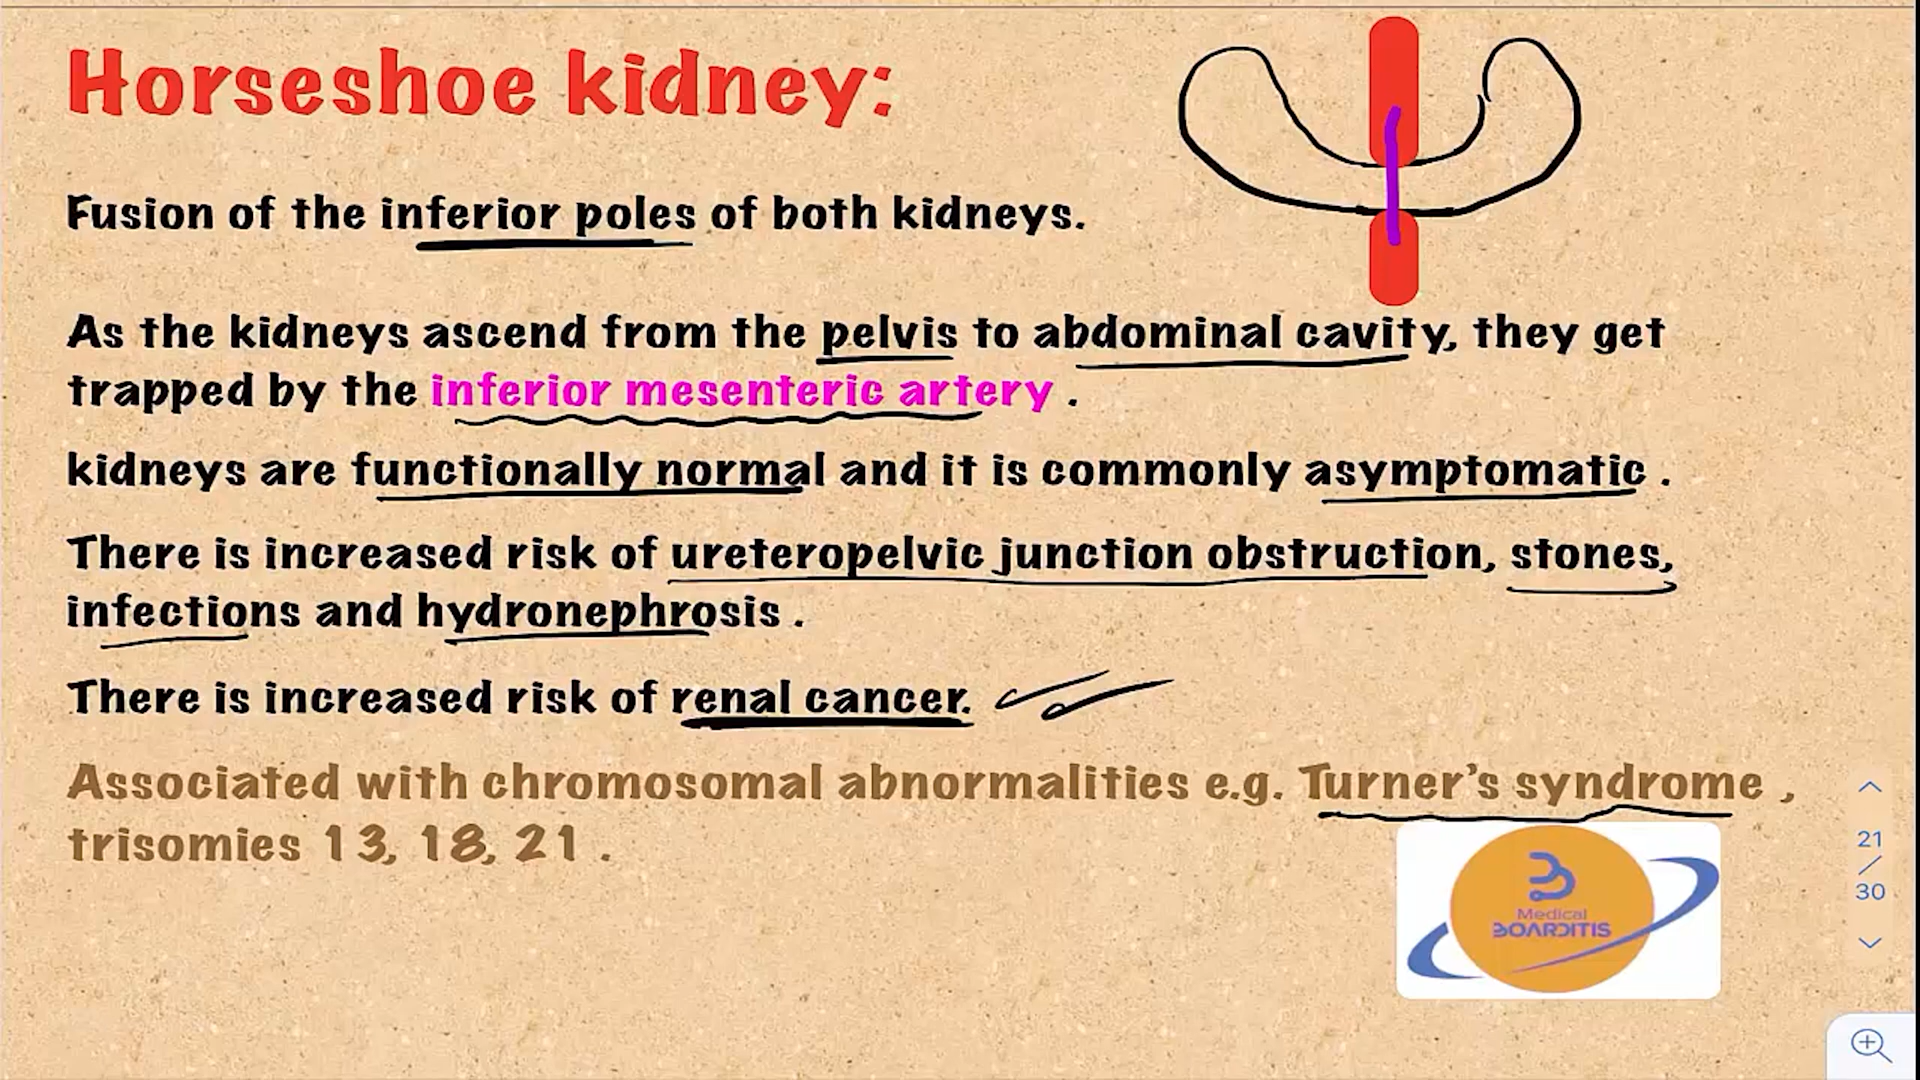 Horseshoe kidney:
Fusion of the inferior poles of both kidneys.
As the kidneys ascend from the pelvis to abdominal cavity, they get
trapped by the inferior mesenteric artery .
kidneys are functionally normal and it is commonly asymptomatic .
There is increased risk of ureteropelvic junction obstruction, stones,
infections and hydronephrosis .
There is increased risk of renal cancer.
Associated with chromosomal abnormalities e.g. Turner's syndrome ,
trisomies 13, 18, 21 .
Medical
BOARDITIS
21
/
30